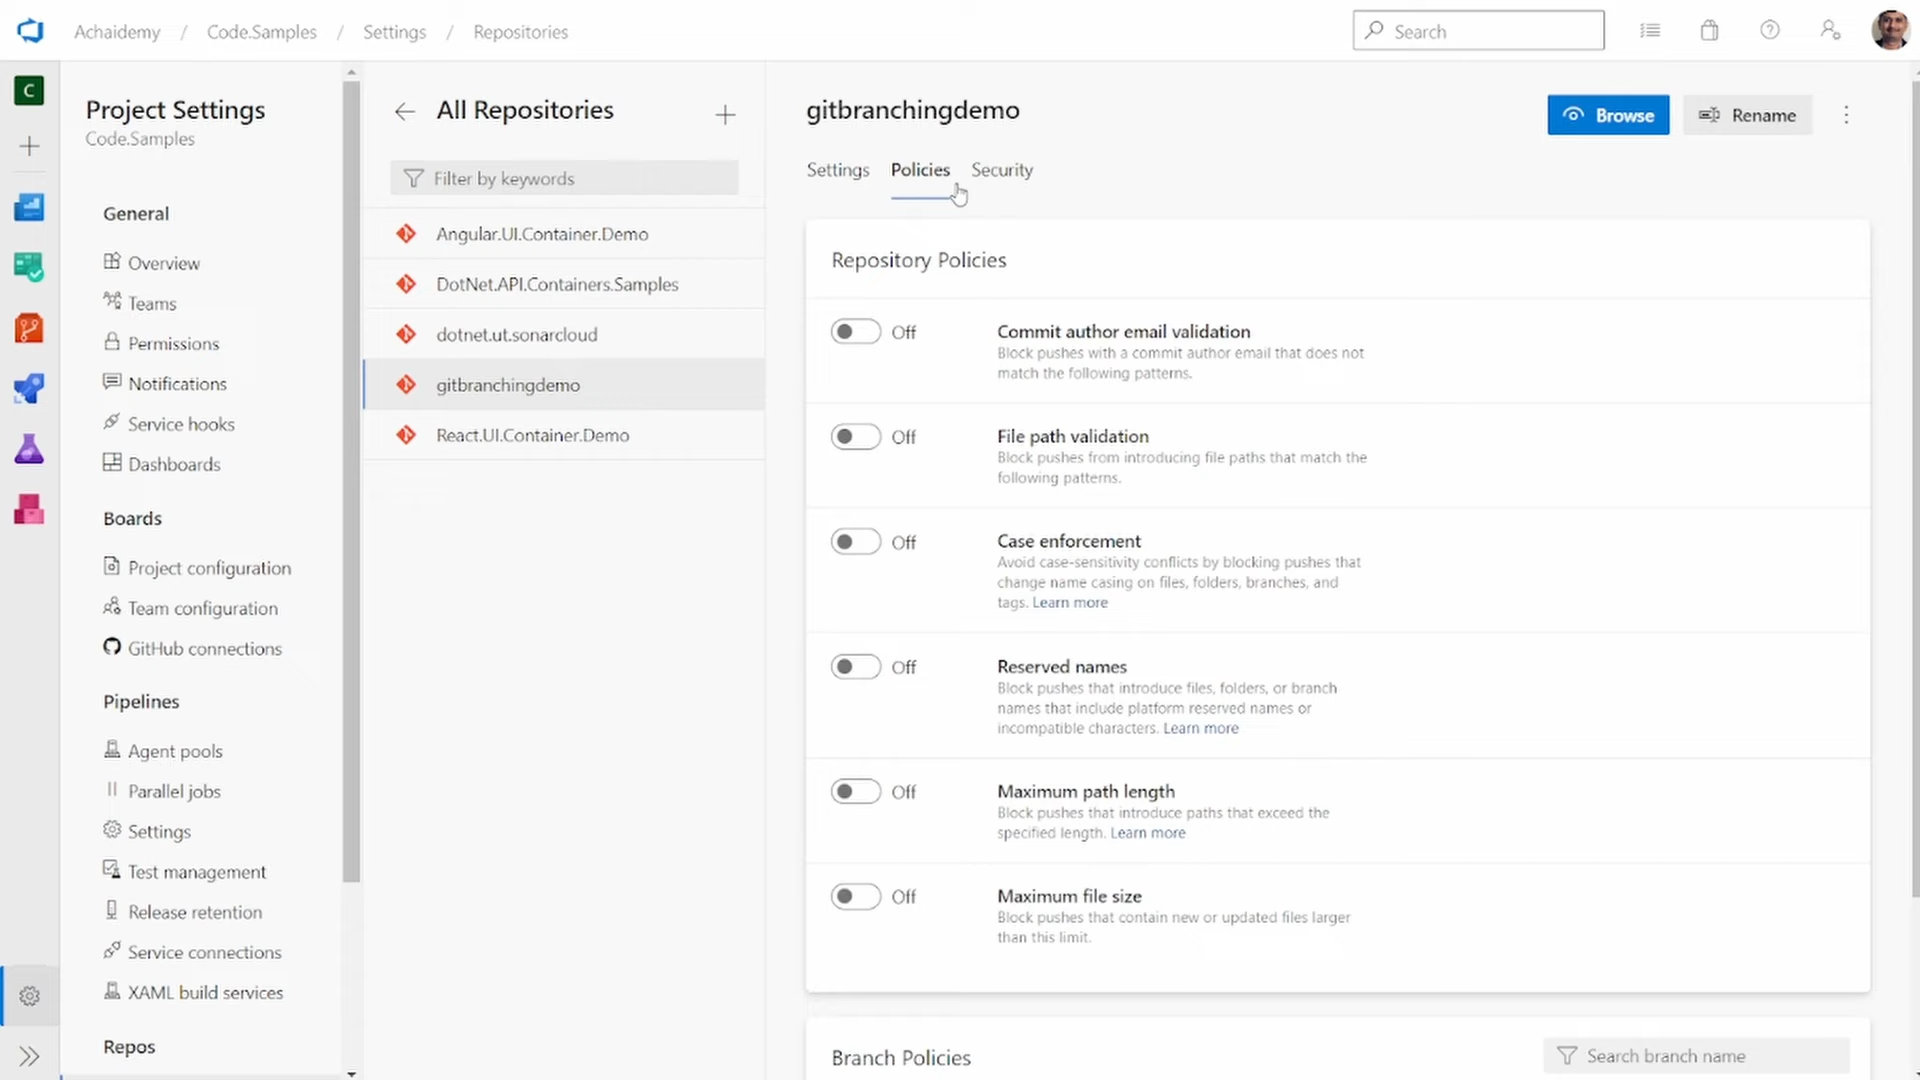 Achaidemy / Code.Samples / Settings / Repositories
Search
C
Project Settings
Code.Samples
General
Overview
Teams
Permissions
Notifications
Service hooks
Dashboards
Boards
Project configuration
Team configuration
GitHub connections
Pipelines
Agent pools
Parallel jobs
Settings
Test management
Release retention
Service connections
XAML build services
Repos
All Repositories
Filter by keywords
Angular.UI.Container.Demo
DotNet.API.Containers.Samples
dotnet.ut.sonarcloud
gitbranchingdemo
React.UI.Container.Demo
gitbranchingdemo
Browse
Rename
Settings Policies Security
Repository Policies
Off
Commit author email validation
Block pushes with a commit author email that does not
match the following patterns.
Off
File path validation
Block pushes from introducing file paths that match the
following patterns.
Off
Case enforcement
Avoid case-sensitivity conflicts by blocking pushes that
change name casing on files, folders, branches, and
tags. Learn more
Off
Reserved names
Block pushes that introduce files, folders, or branch
names that include platform reserved names or
incompatible characters. Learn more
Off
Maximum path length
Block pushes that introduce paths that exceed the
specified length. Learn more
Off
Maximum file size
Block pushes that contain new or updated files larger
than this limit.
Branch Policies
Search branch name